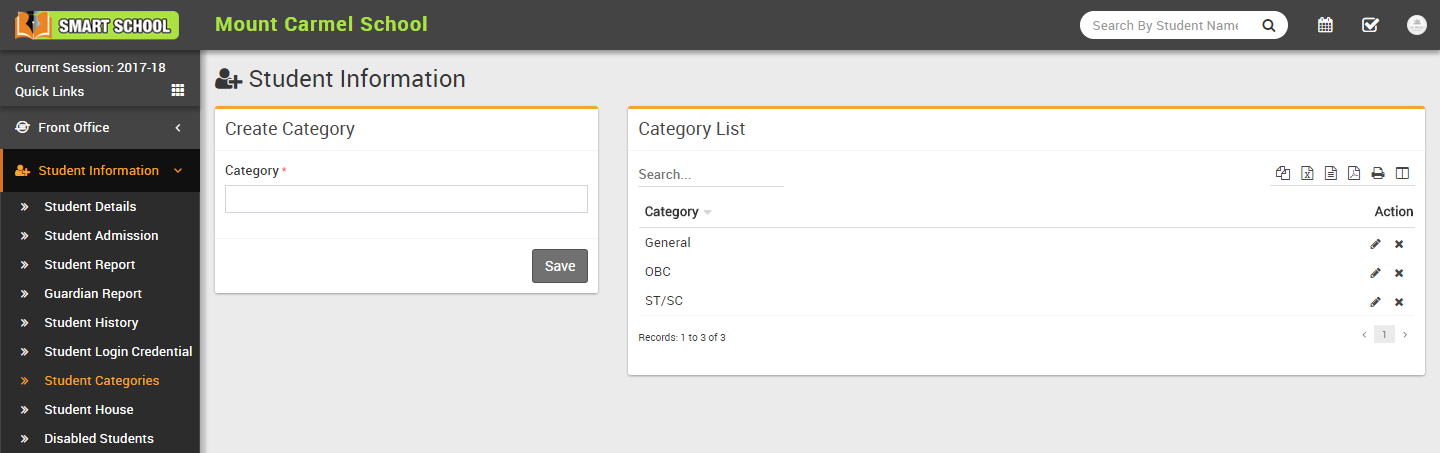 SMART SCHOOL
Mount Carmel School
Search By Student Name
Current Session: 2017-18
Quick Links
Front Office
Student Information
Student Details
Student Admission
Student Report
Guardian Report
Student History
Student Login Credential
Student Categories
Student House
Disabled Students
Student Information
Create Category
Category *
Save
Category List
Search...
Category Action
General
OBC
ST/SC
Records: 1 to 3 of 3
1